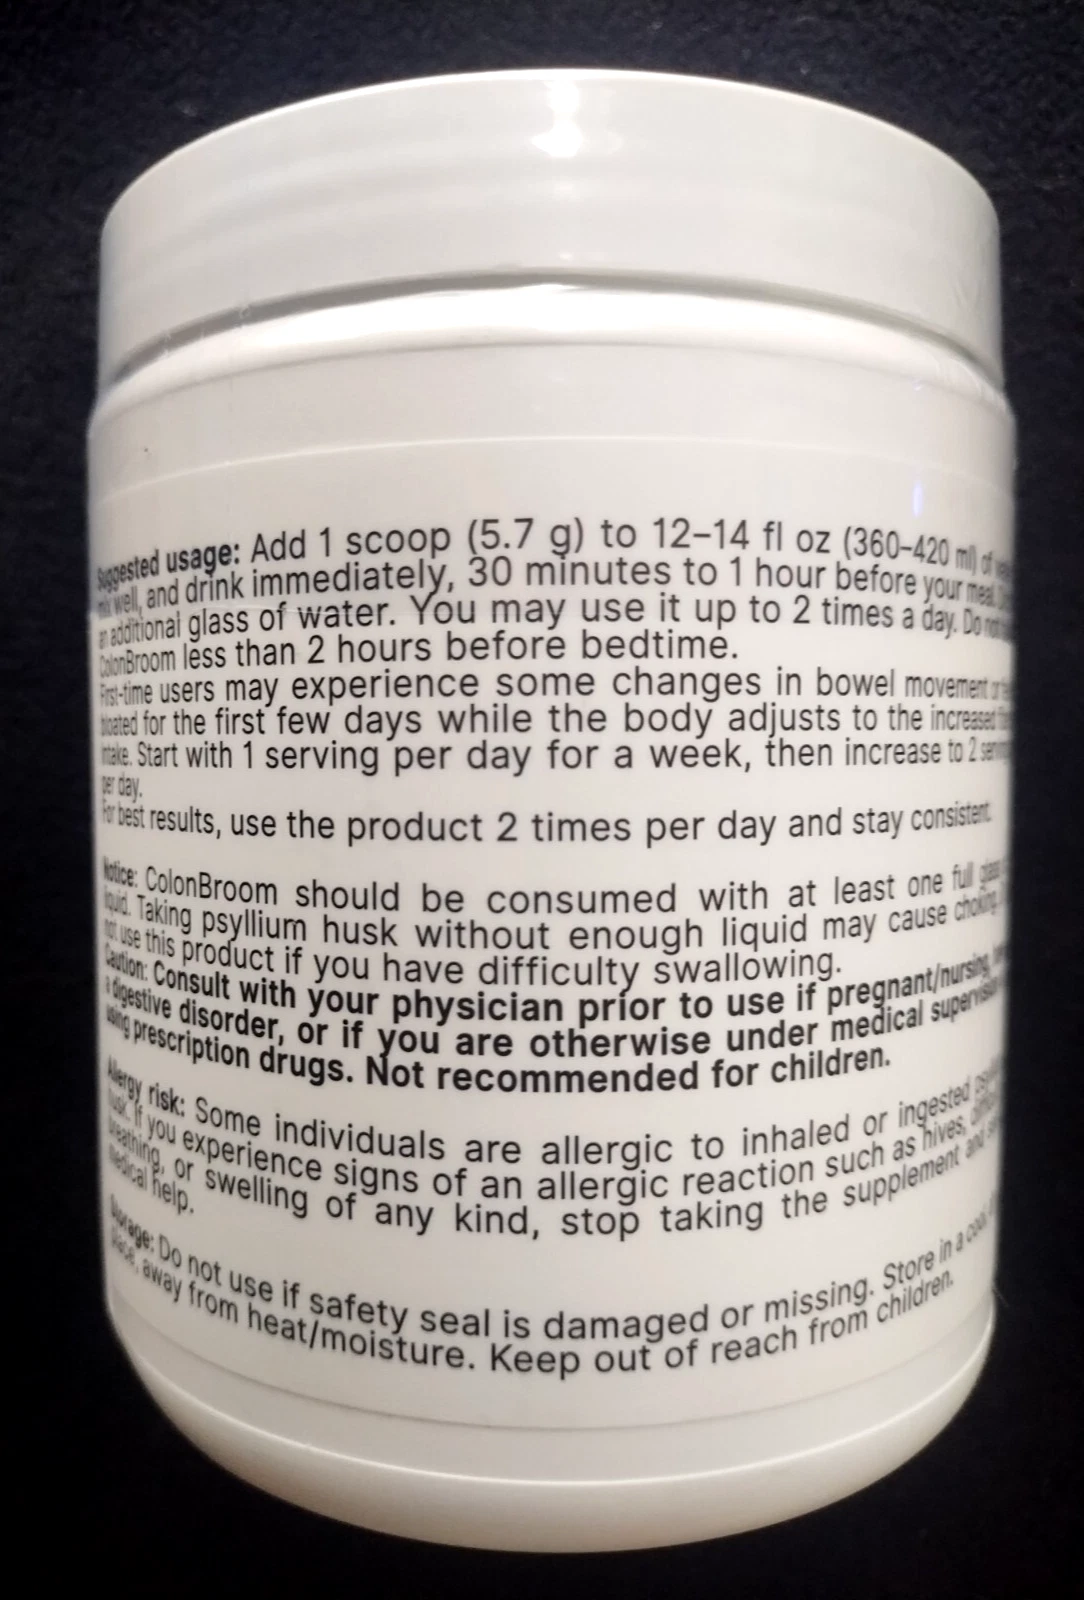 Suggested usage: Add 1 scoop (5.7 g) to 12–14 fl oz (360–420 ml) of
mix well, and drink immediately, 30 minutes to 1 hour before your meal.
an additional glass of water. You may use it up to 2 times a day. Do not
ColonBroom less than 2 hours before bedtime.
First-time users may experience some changes in bowel movement or
bloated for the first few days while the body adjusts to the increased
intake. Start with 1 serving per day for a week, then increase to 2
per day.
For best results, use the product 2 times per day and stay consistent.
Notice: ColonBroom should be consumed with at least one full glass
liquid. Taking psyllium husk without enough liquid may cause choking.
not use this product if you have difficulty swallowing.
Caution: Consult with your physician prior to use if pregnant/nursing,
a digestive disorder, or if you are otherwise under medical supervision
using prescription drugs. Not recommended for children.
Allergy risk: Some individuals are allergic to inhaled or ingested
husk. If you experience signs of an allergic reaction such as hives,
breathing, or swelling of any kind, stop taking the supplement and
medical help.
Storage: Do not use if safety seal is damaged or missing. Store in a cool,
place, away from heat/moisture. Keep out of reach from children.